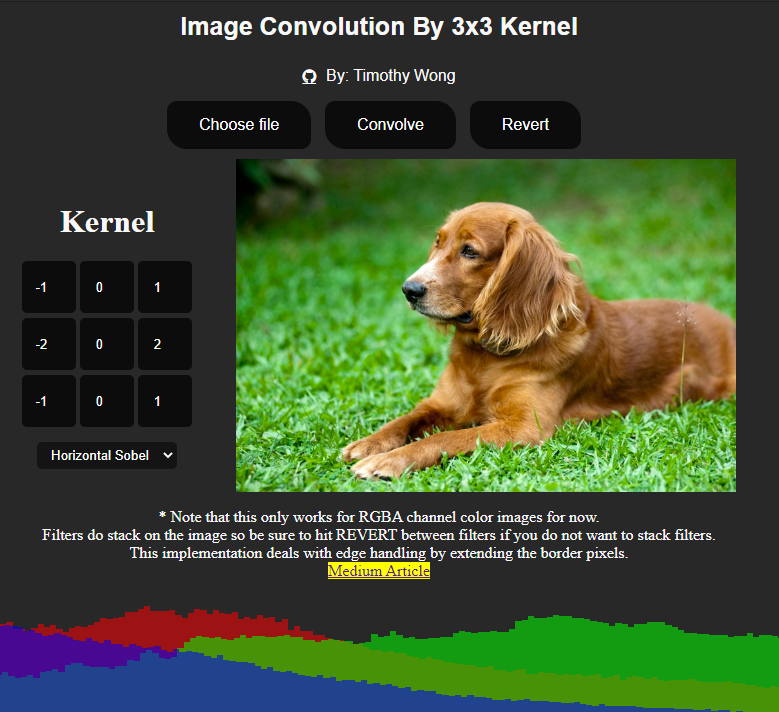 Image Convolution By 3x3 Kernel
By: Timothy Wong
Choose file Convolve Revert
Kernel
-1 0 1
-2 0 2
-1 0 1
Horizontal Sobel
* Note that this only works for RGBA channel color images for now.
Filters do stack on the image so be sure to hit REVERT between filters if you do not want to stack filters.
This implementation deals with edge handling by extending the border pixels.
Medium Article